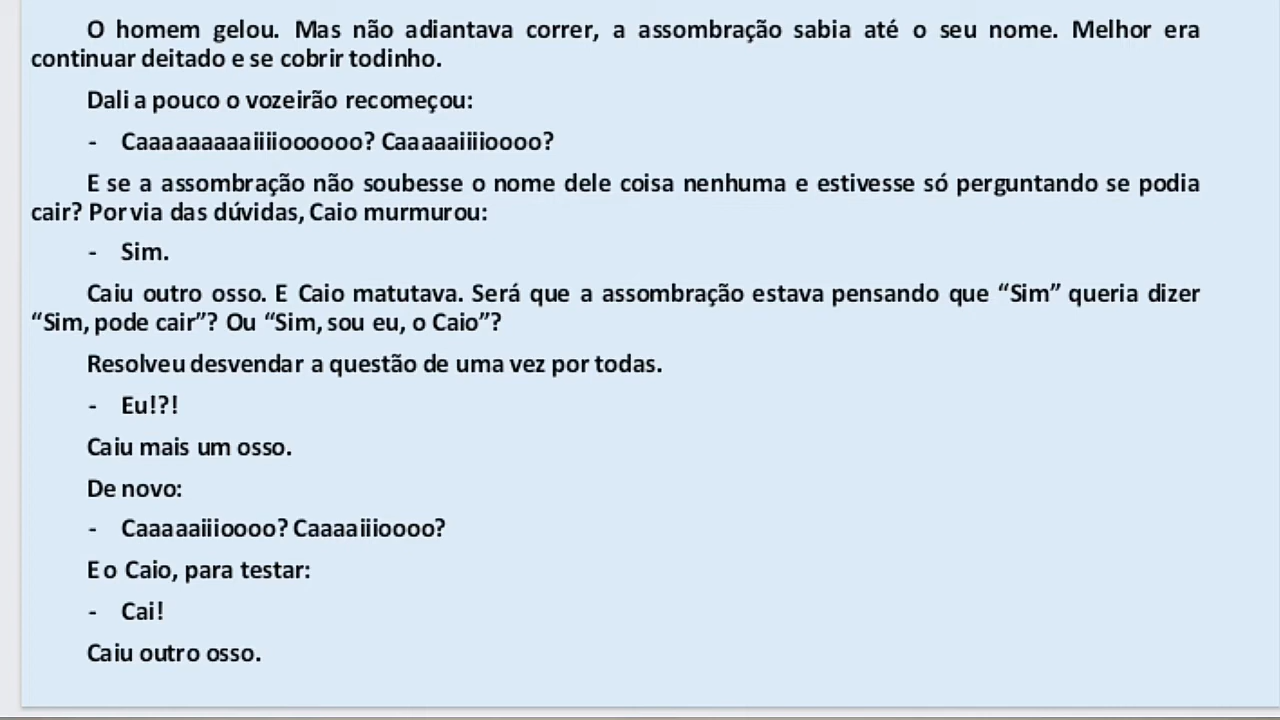 O homem gelou. Mas não adiantava correr, a assombração sabia até o seu nome. Melhor era
continuar deitado e se cobrir todinho.
Dali a pouco o vozeirão recomeçou:
- Caaaaaaaaaiiiioooooo? Caaaaaiiiioooo?
E se a assombração não soubesse o nome dele coisa nenhuma e estivesse só perguntando se podia
cair? Por via das dúvidas, Caio murmurou:
- Sim.
Caiu outro osso. E Caio matutava. Será que a assombração estava pensando que “Sim” queria dizer
“Sim, pode cair”? Ou “Sim, sou eu, o Caio”?
Resolveu desvendar a questão de uma vez por todas.
- Eu!?!
Caiu mais um osso.
De novo:
- Caaaaaiiioooo? Caaaaiiioooo?
E o Caio, para testar:
- Cai!
Caiu outro osso.